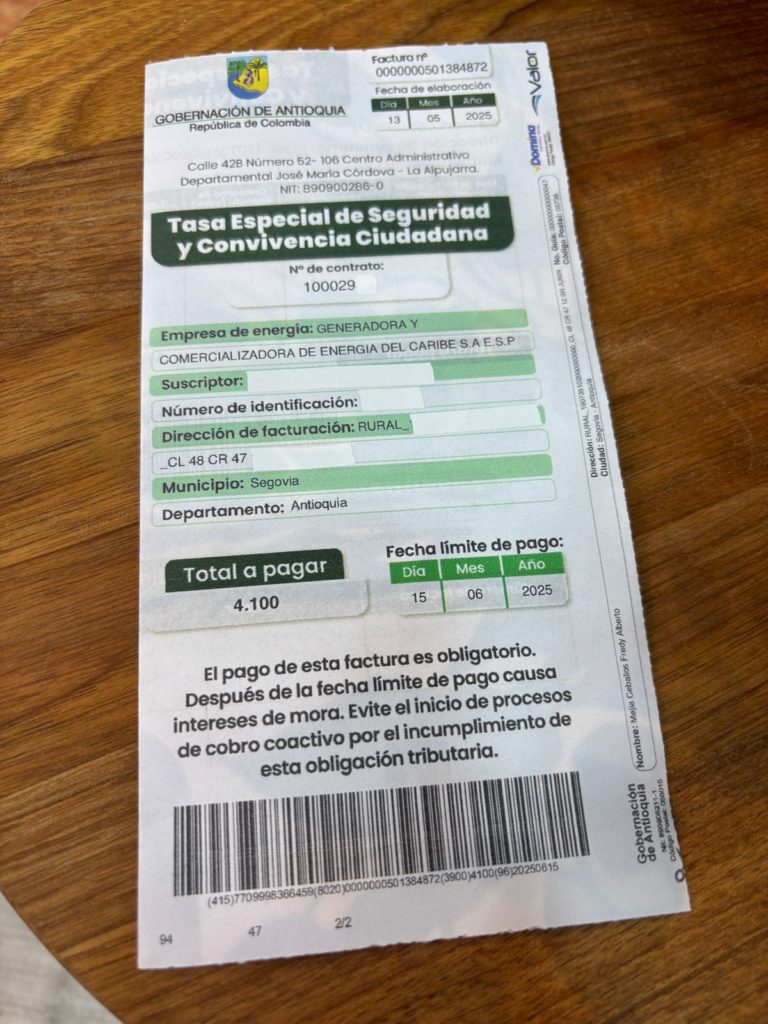 GOBERNACIÓN DE ANTIOQUIA
República de Colombia
Factura nº
0000000501384872
Fecha de elaboración
Día Mes Año
13 05 2025
Calle 42B Número 52- 106 Centro Administrativo
Departamental José María Córdova - La Alpujarra.
NIT: 890900286-0
Tasa Especial de Seguridad
y Convivencia Ciudadana
Nº de contrato:
100029
Empresa de energía: GENERADORA Y
COMERCIALIZADORA DE ENERGIA DEL CARIBE S.A E.S.P
Suscriptor:
Número de identificación:
Dirección de facturación: RURAL_
_CL 48 CR 47
Municipio: Segovia
Departamento: Antioquia
Total a pagar
4.100
Fecha límite de pago:
Día Mes Año
15 06 2025
El pago de esta factura es obligatorio.
Después de la fecha límite de pago causa
intereses de mora. Evite el inicio de procesos
de cobro coactivo por el incumplimiento de
esta obligación tributaria.
(415)7709998366459(8020)0000000501384872(3900)4100(96)20250615
94 47 2/2
Valor
Domina
Ciudad: Segovia - Antioquia
Nombre: Mejia Ceballos Fredy Alberto
Gobernación
de Antioquia